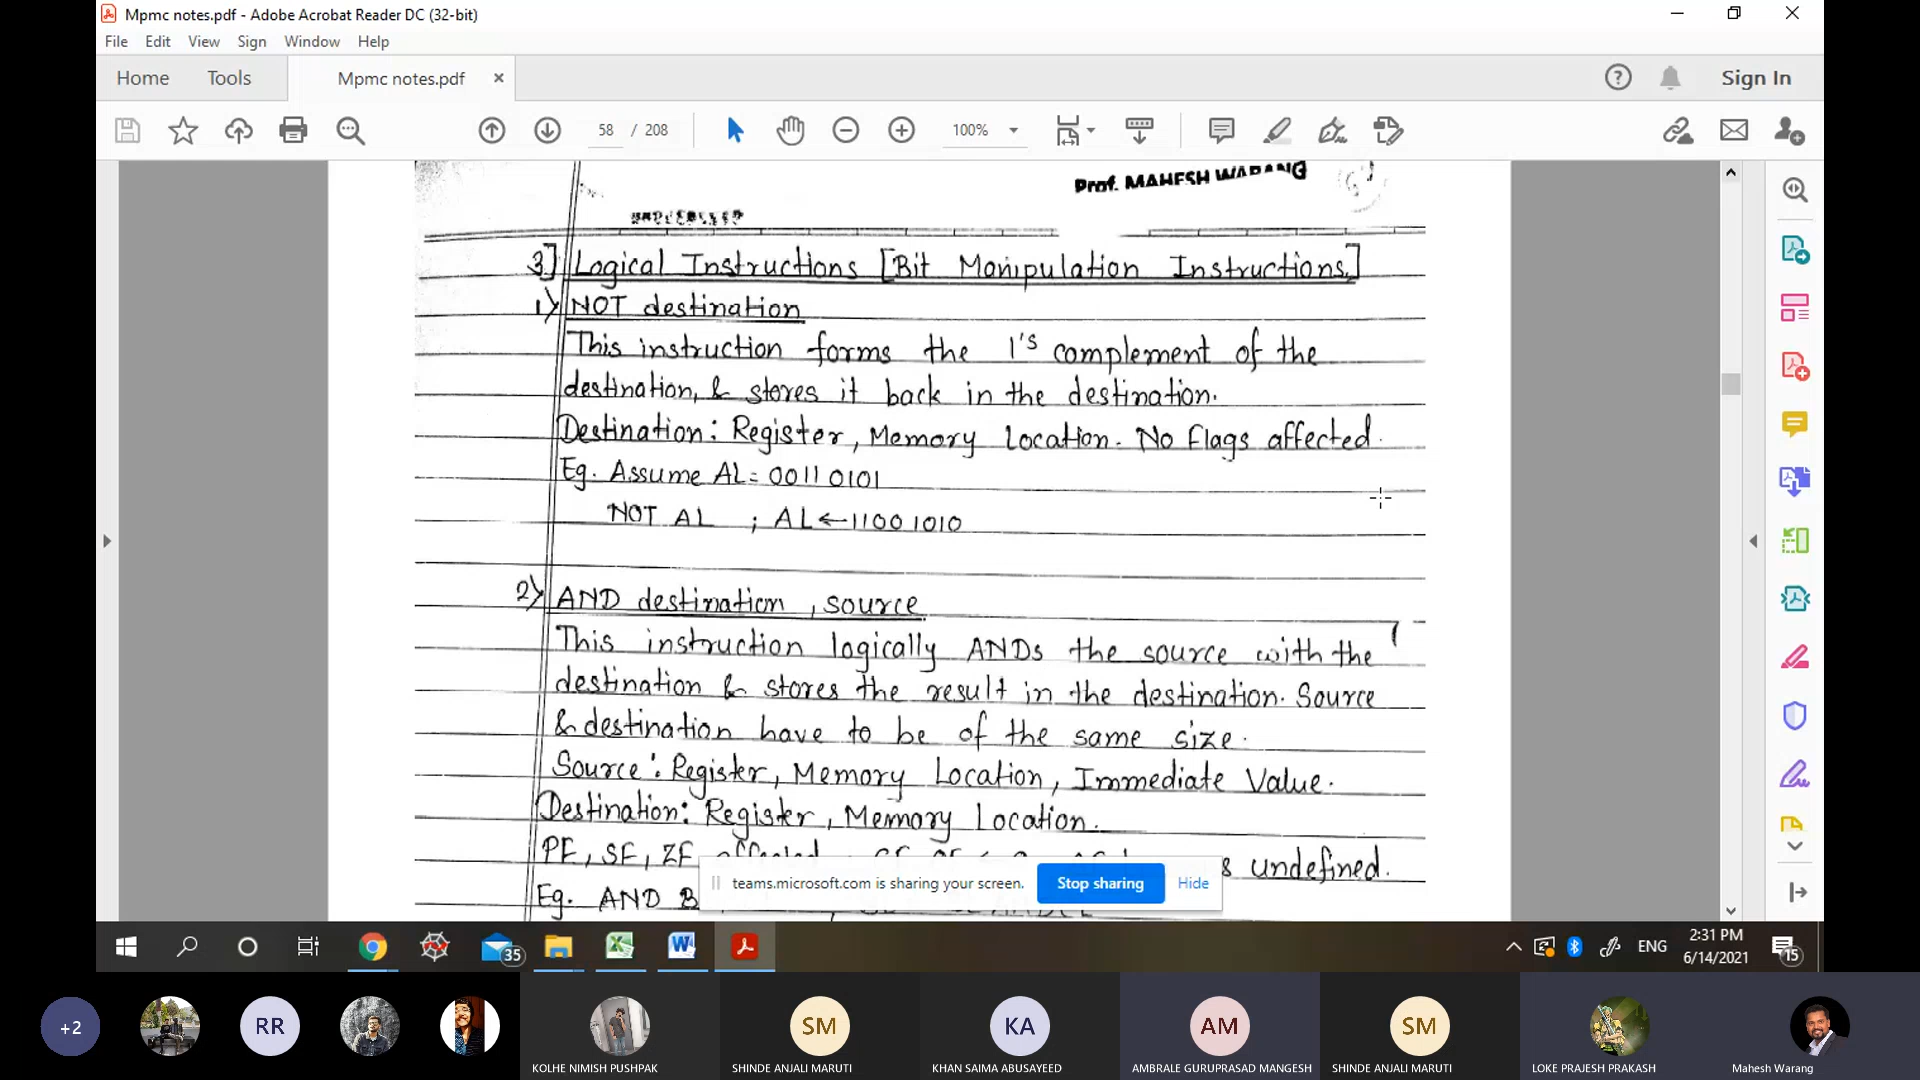 Mpmc notes.pdf - Adobe Acrobat Reader DC (32-bit)
File Edit View Sign Window Help
Home Tools Mpmc notes.pdf Sign In
58 / 208 100%
Prof. MAHESH WARANG
3] Logical Instructions [Bit Manipulation Instructions]
1) NOT destination
This instruction forms the 1's complement of the
destination, & stores it back in the destination.
Destination: Register, Memory Location. No Flags affected.
Eg. Assume AL = 0011 0101
NOT AL ; AL ← 1100 1010
2) AND destination, source
This instruction logically ANDs the source with the
destination & stores the result in the destination. Source
& destination have to be of the same size.
Source: Register, Memory Location, Immediate Value.
Destination: Register, Memory Location.
PF, SF, ZF affected undefined.
Eg. AND B
teams.microsoft.com is sharing your screen. Stop sharing Hide
35
ENG
2:31 PM
6/14/2021
15
+2 RR SM KA AM SM
KOLHE NIMISH PUSHPAK SHINDE ANJALI MARUTI KHAN SAIMA ABUSAYEED AMBRALE GURUPRASAD MANGESH SHINDE ANJALI MARUTI LOKE PRAJESH PRAKASH Mahesh Warang